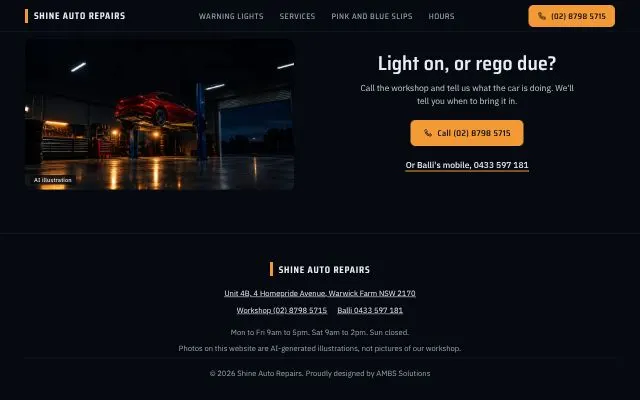 SHINE AUTO REPAIRS
WARNING LIGHTS
SERVICES
PINK AND BLUE SLIPS
HOURS
(02) 8798 5715
AI illustration
Light on, or rego due?
Call the workshop and tell us what the car is doing. We'll
tell you when to bring it in.
Call (02) 8798 5715
Or Balli's mobile, 0433 597 181
SHINE AUTO REPAIRS
Unit 4B, 4 Homepride Avenue, Warwick Farm NSW 2170
Workshop (02) 8798 5715
Balli 0433 597 181
Mon to Fri 9am to 5pm. Sat 9am to 2pm. Sun closed.
Photos on this website are AI-generated illustrations, not pictures of our workshop.
© 2026 Shine Auto Repairs. Proudly designed by AMBS Solutions